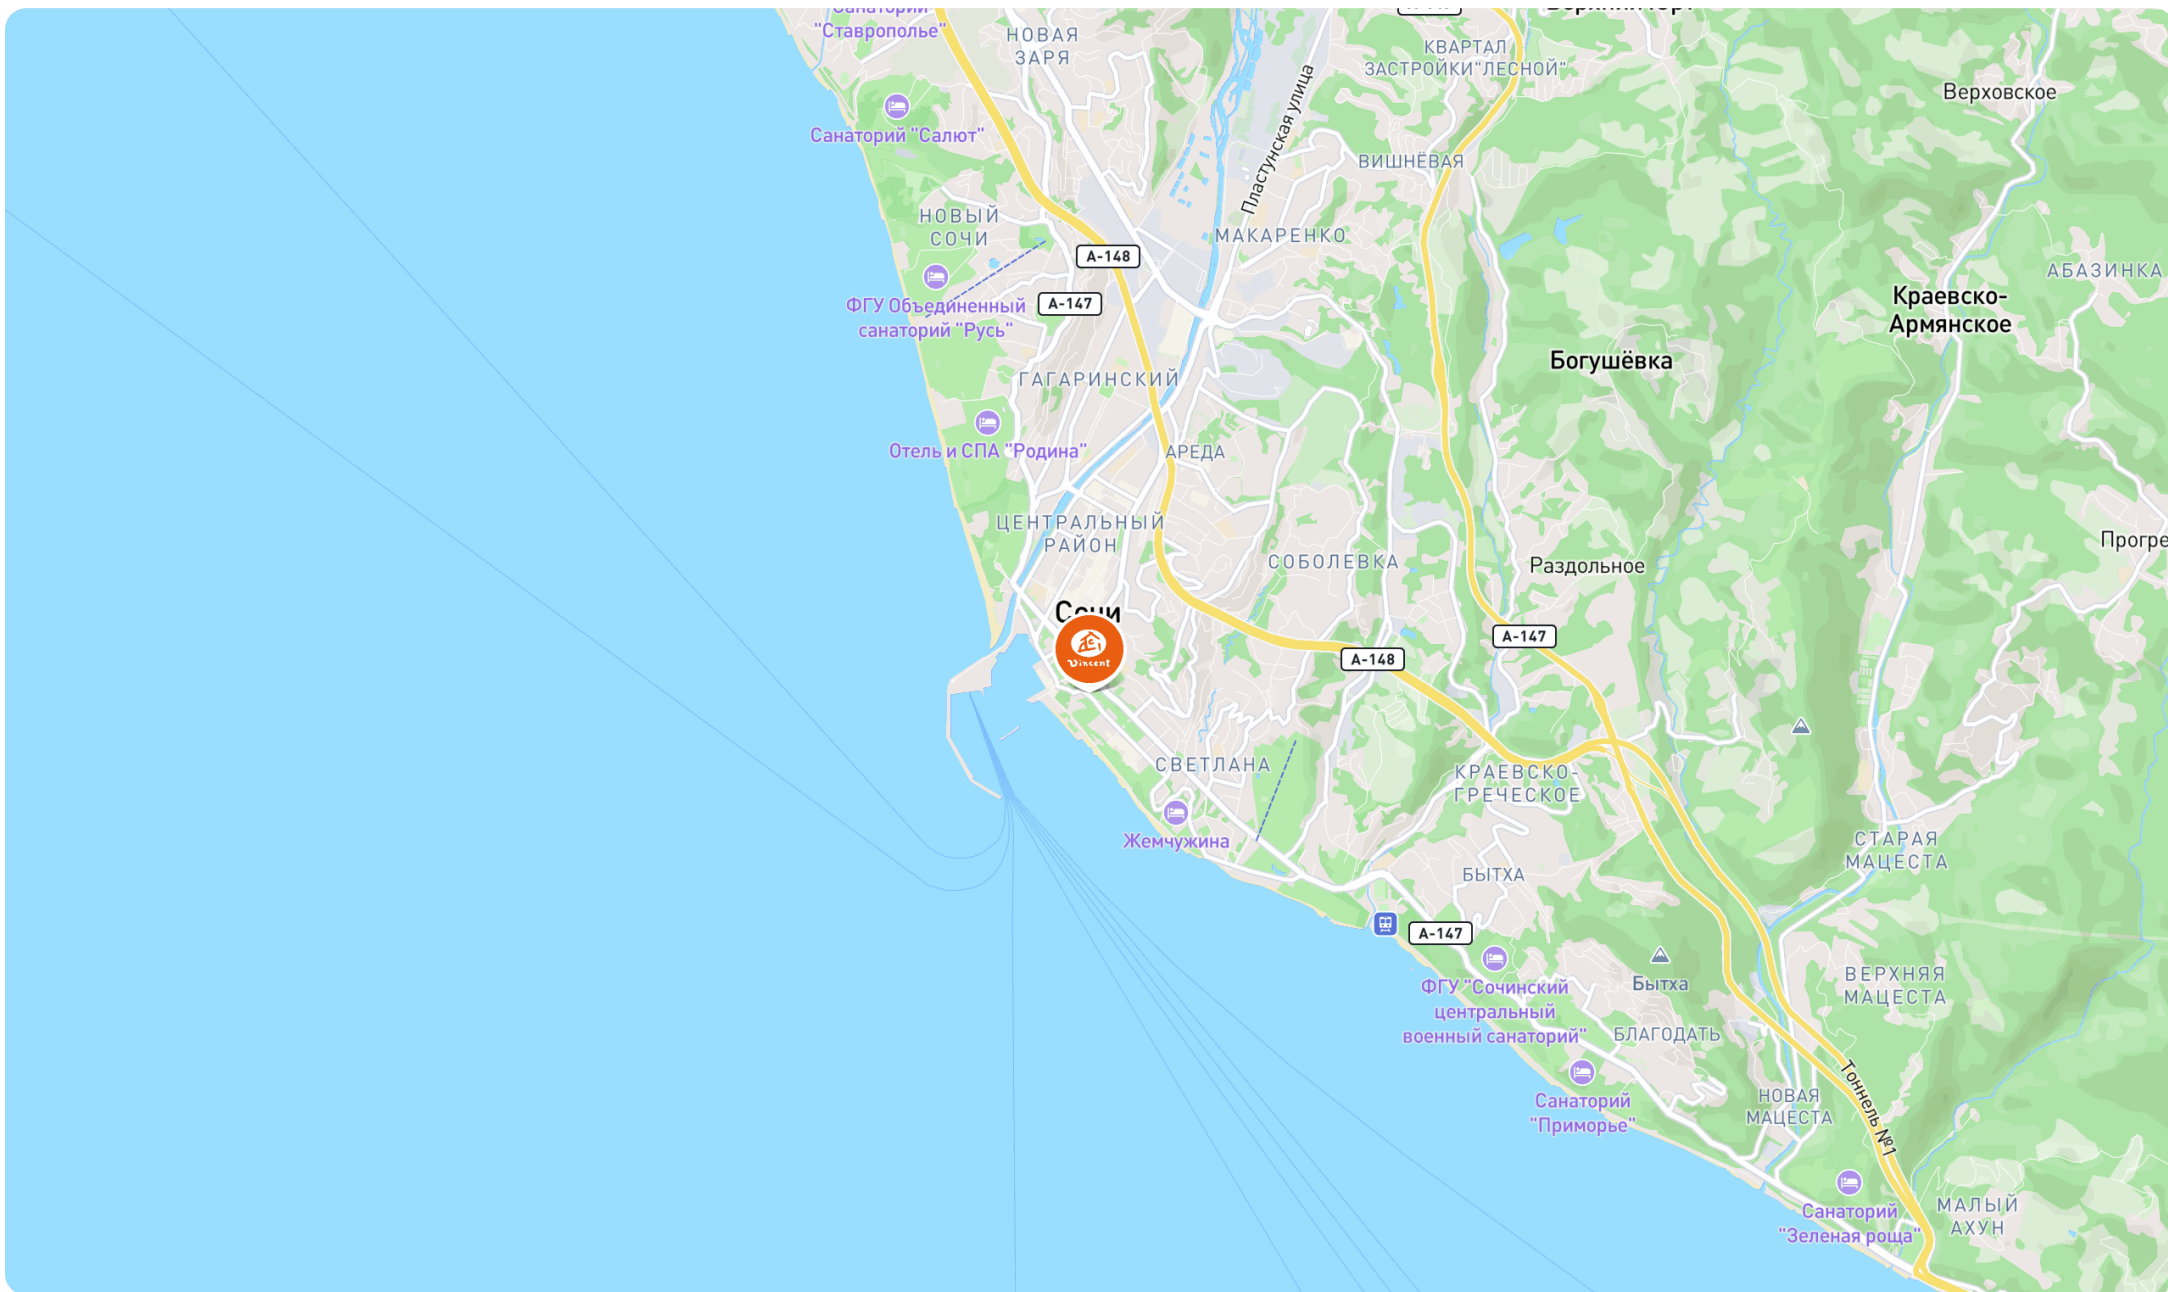 Санаторий
"Ставрополье"
НОВАЯ
ЗАРЯ
КВАРТАЛ
ЗАСТРОЙКИ"ЛЕСНОЙ"
Верховское
Санаторий "Салют"
Пластунская улица
ВИШНЁВАЯ
НОВЫЙ
СОЧИ
МАКАРЕНКО
А-148
АБАЗИНКА
ФГУ Объединенный
санаторий "Русь"
А-147
Краевско-
Армянское
Богушёвка
ГАГАРИНСКИЙ
Отель и СПА "Родина"
АРЕДА
ЦЕНТРАЛЬНЫЙ
РАЙОН
Прогре
СОБОЛЕВКА
Раздольное
Сочи
Vincent
А-147
А-148
СВЕТЛАНА
КРАЕВСКО-
ГРЕЧЕСКОЕ
Жемчужина
СТАРАЯ
МАЦЕСТА
БЫТХА
А-147
ФГУ "Сочинский
центральный
военный санаторий"
Бытха
ВЕРХНЯЯ
МАЦЕСТА
БЛАГОДАТЬ
Санаторий
"Приморье"
НОВАЯ
МАЦЕСТА
Тоннель №1
Санаторий
"Зеленая роща"
МАЛЫЙ
АХУН